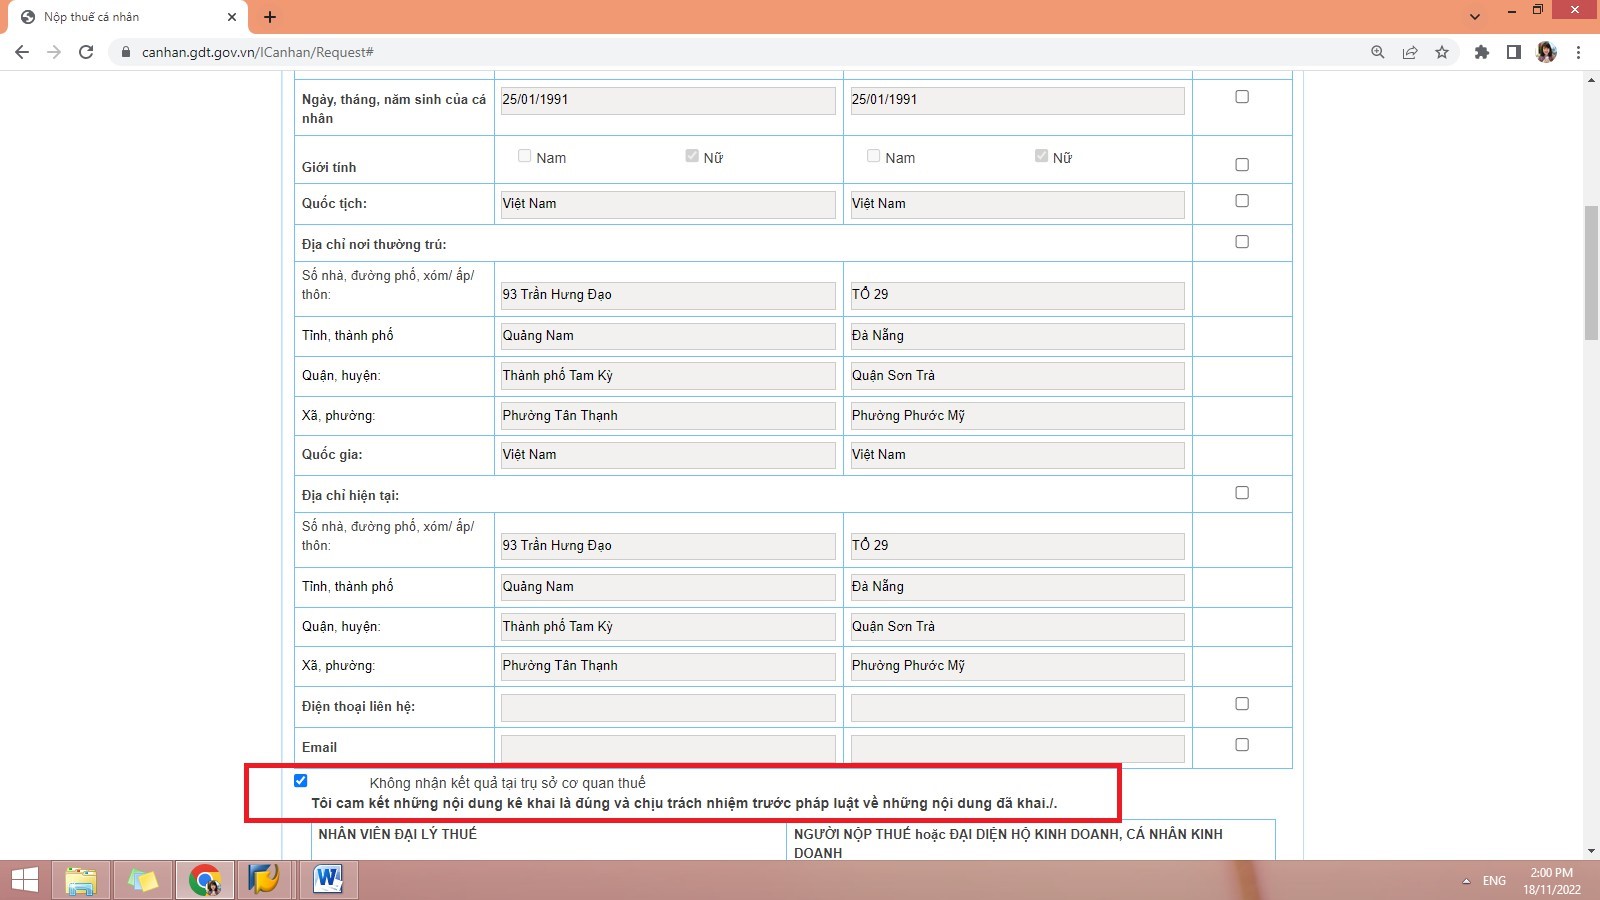 Nộp thuế cá nhân
canhan.gdt.gov.vn/ICanhan/Request#
Ngày, tháng, năm sinh của cá nhân 25/01/1991 25/01/1991
Giới tính Nam Nữ Nam Nữ
Quốc tịch: Việt Nam Việt Nam
Địa chỉ nơi thường trú:
Số nhà, đường phố, xóm/ ấp/ thôn: 93 Trần Hưng Đạo TỔ 29
Tỉnh, thành phố Quảng Nam Đà Nẵng
Quận, huyện: Thành phố Tam Kỳ Quận Sơn Trà
Xã, phường: Phường Tân Thạnh Phường Phước Mỹ
Quốc gia: Việt Nam Việt Nam
Địa chỉ hiện tại:
Số nhà, đường phố, xóm/ ấp/ thôn: 93 Trần Hưng Đạo TỔ 29
Tỉnh, thành phố Quảng Nam Đà Nẵng
Quận, huyện: Thành phố Tam Kỳ Quận Sơn Trà
Xã, phường: Phường Tân Thạnh Phường Phước Mỹ
Điện thoại liên hệ:
Email
Không nhận kết quả tại trụ sở cơ quan thuế
Tôi cam kết những nội dung kê khai là đúng và chịu trách nhiệm trước pháp luật về những nội dung đã khai./.
NHÂN VIÊN ĐẠI LÝ THUẾ
NGƯỜI NỘP THUẾ hoặc ĐẠI DIỆN HỘ KINH DOANH, CÁ NHÂN KINH
DOANH
ENG
2:00 PM
18/11/2022